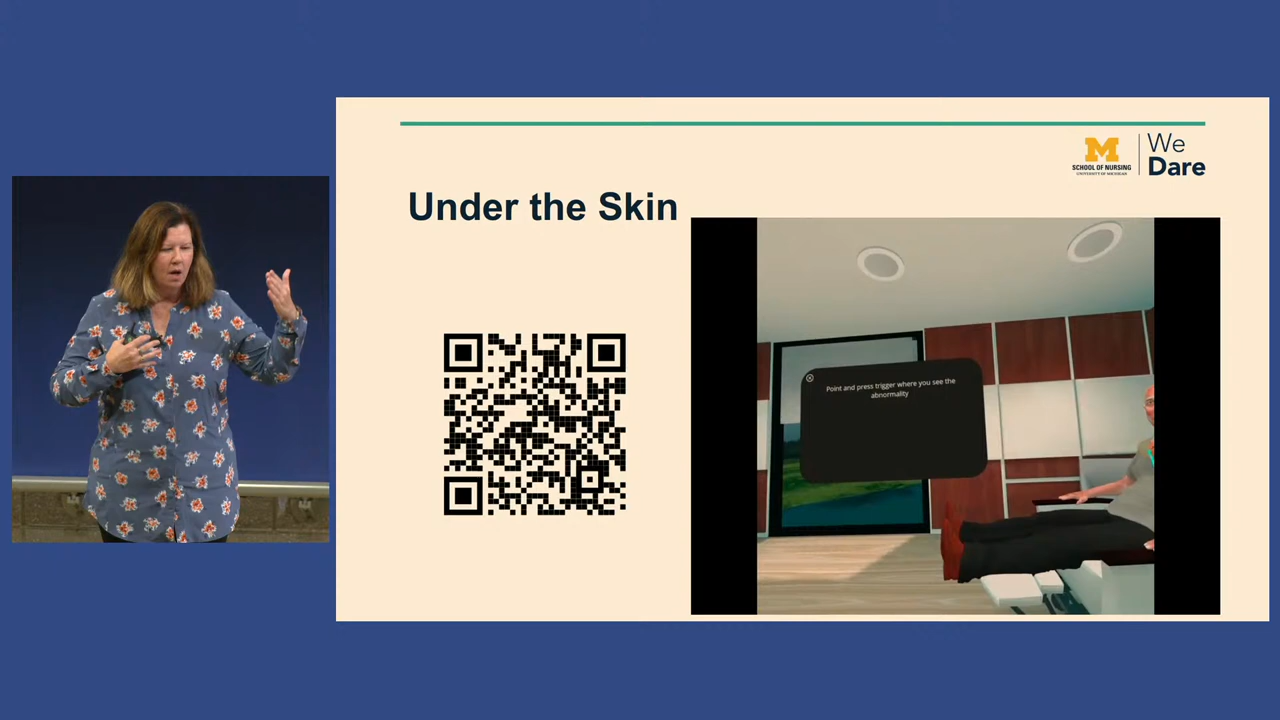 M
SCHOOL OF NURSING
UNIVERSITY OF MICHIGAN
We
Dare
Under the Skin
Point and press trigger where you see the
abnormality